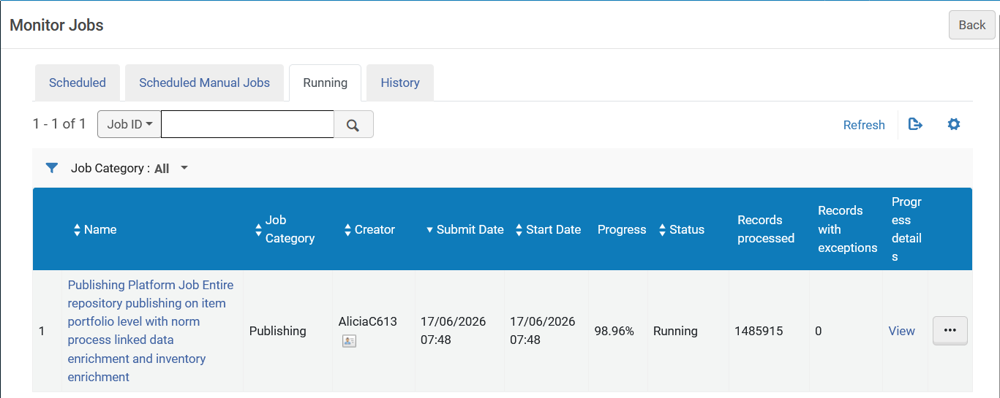 Monitor Jobs
Back
Scheduled
Scheduled Manual Jobs
Running
History
1 - 1 of 1
Job ID
Refresh
Job Category : All
Name
Job
Category
Creator
Submit Date
Start Date
Progress
Status
Records
processed
Records
with
exceptions
Progr
ess
detail
s
1
Publishing Platform Job Entire
repository publishing on item
portfolio level with norm
process linked data
enrichment and inventory
enrichment
Publishing
AliciaC613
17/06/2026
07:48
17/06/2026
07:48
98.96%
Running
1485915
0
View